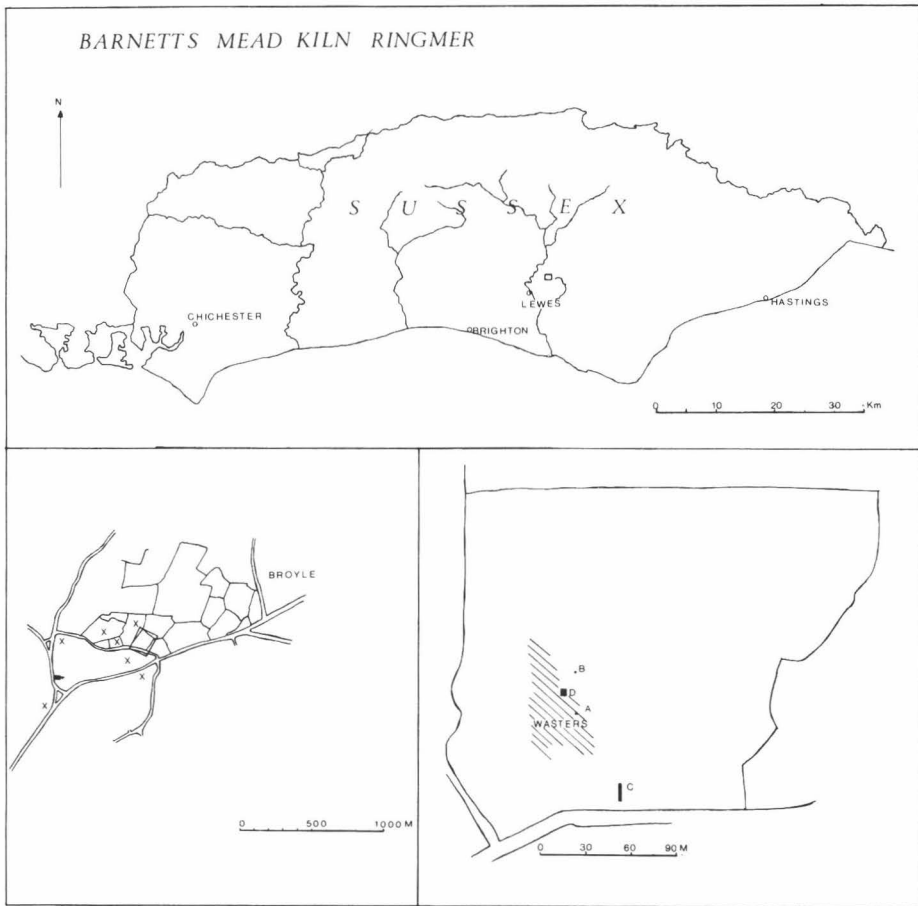 BARNETTS MEAD KILN RINGMER
N
S U S S E X
LEWES
HASTINGS
CHICHESTER
BRIGHTON
0 10 20 30 Km
BROYLE
X
X
X
X
X
X
X
0 500 1000 M
B
D
A
WASTERS
C
0 30 60 90 M